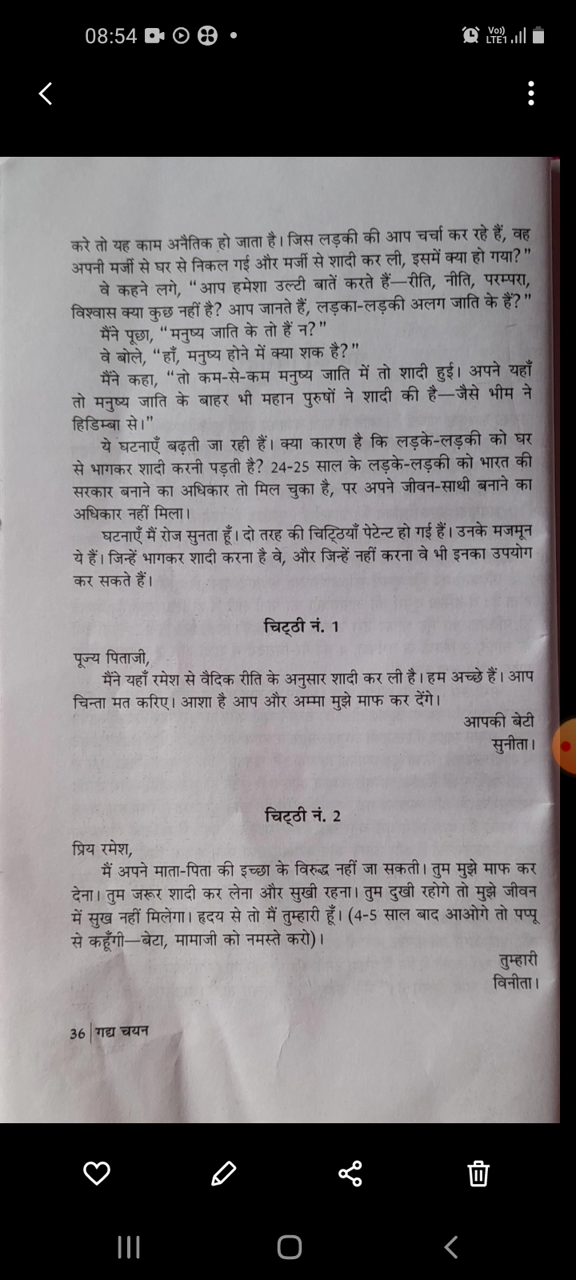 08:54
Vo))
LTE1
करे तो यह काम अनैतिक हो जाता है। जिस लड़की की आप चर्चा कर रहे हैं, वह
अपनी मर्जी से घर से निकल गई और मर्जी से शादी कर ली, इसमें क्या हो गया?"
वे कहने लगे, "आप हमेशा उल्टी बातें करते हैं—रीति, नीति, परम्परा,
विश्वास क्या कुछ नहीं है? आप जानते हैं, लड़का-लड़की अलग जाति के हैं?"
मैंने पूछा, "मनुष्य जाति के तो हैं न?"
वे बोले, "हाँ, मनुष्य होने में क्या शक है?"
मैंने कहा, "तो कम-से-कम मनुष्य जाति में तो शादी हुई। अपने यहाँ
तो मनुष्य जाति के बाहर भी महान पुरुषों ने शादी की है—जैसे भीम ने
हिडिम्बा से।"
ये घटनाएँ बढ़ती जा रही हैं। क्या कारण है कि लड़के-लड़की को घर
से भागकर शादी करनी पड़ती है? 24-25 साल के लड़के-लड़की को भारत की
सरकार बनाने का अधिकार तो मिल चुका है, पर अपने जीवन-साथी बनाने का
अधिकार नहीं मिला।
घटनाएँ मैं रोज सुनता हूँ। दो तरह की चिट्ठियाँ पेटेन्ट हो गई हैं। उनके मजमून
ये हैं। जिन्हें भागकर शादी करना है वे, और जिन्हें नहीं करना वे भी इनका उपयोग
कर सकते हैं।
चिट्ठी नं. 1
पूज्य पिताजी,
मैंने यहाँ रमेश से वैदिक रीति के अनुसार शादी कर ली है। हम अच्छे हैं। आप
चिन्ता मत करिए। आशा है आप और अम्मा मुझे माफ कर देंगे।
आपकी बेटी
सुनीता।
चिट्ठी नं. 2
प्रिय रमेश,
मैं अपने माता-पिता की इच्छा के विरुद्ध नहीं जा सकती। तुम मुझे माफ कर
देना। तुम जरूर शादी कर लेना और सुखी रहना। तुम दुखी रहोगे तो मुझे जीवन
में सुख नहीं मिलेगा। हृदय से तो मैं तुम्हारी हूँ। (4-5 साल बाद आओगे तो पप्पू
से कहूँगी—बेटा, मामाजी को नमस्ते करो)।
तुम्हारी
विनीता।
36 | गद्य चयन